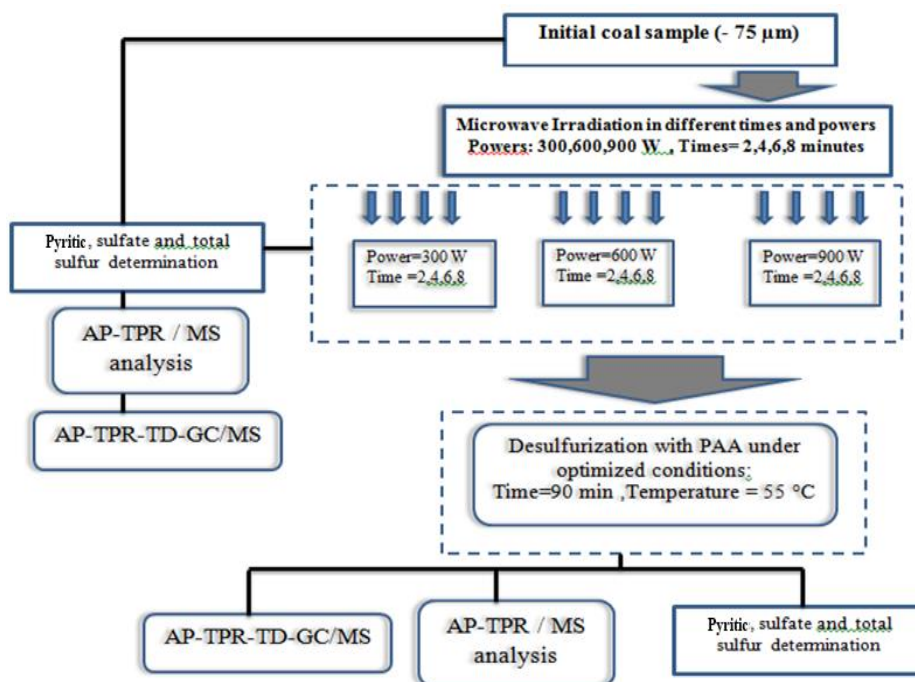 Initial coal sample (- 75 µm)
Microwave Irradiation in different times and powers
Powers: 300,600,900 W , Times= 2,4,6,8 minutes
Pyritic, sulfate and total
sulfur determination
Power=300 W
Time =2,4,6,8
Power=600 W
Time =2,4,6,8
Power=900 W
Time =2,4,6,8
AP-TPR / MS
analysis
AP-TPR-TD-GC/MS
Desulfurization with PAA under
optimized conditions:
Time=90 min ,Temperature = 55 °C
AP-TPR-TD-GC/MS
AP-TPR / MS
analysis
Pyritic, sulfate and total
sulfur determination